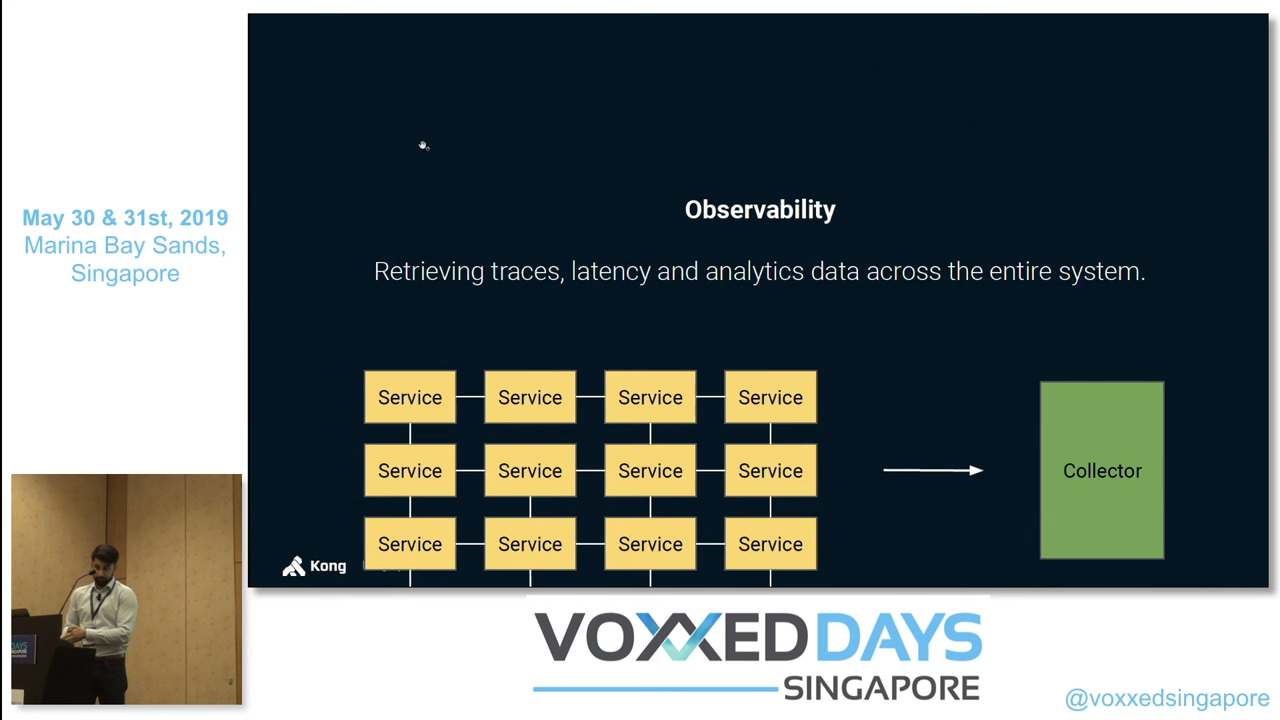 May 30 & 31st, 2019
Marina Bay Sands,
Singapore
Observability
Retrieving traces, latency and analytics data across the entire system.
Service Service Service Service
Service Service Service Service
Collector
Service Service Service Service
Kong
DAYS
VOXXED DAYS
SINGAPORE
@voxxedsingapore